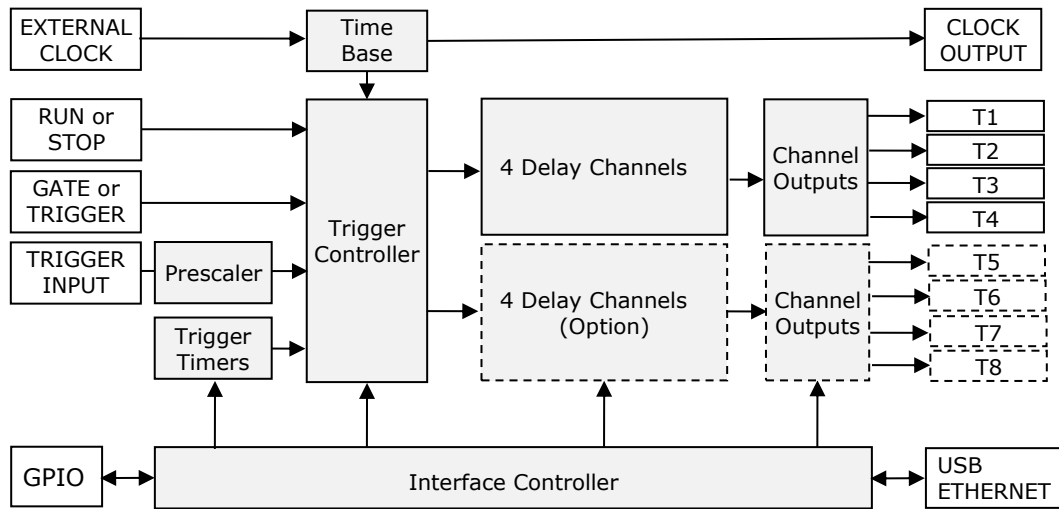 EXTERNAL
CLOCK
Time
Base
CLOCK
OUTPUT
RUN or
STOP
GATE or
TRIGGER
TRIGGER
INPUT
Prescaler
Trigger
Timers
Trigger
Controller
4 Delay Channels
Channel
Outputs
T1
T2
T3
T4
4 Delay Channels
(Option)
Channel
Outputs
T5
T6
T7
T8
GPIO
Interface Controller
USB
ETHERNET